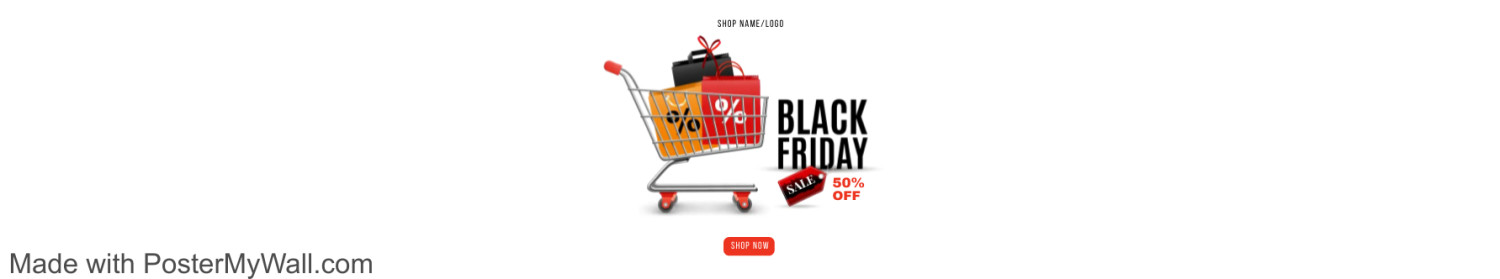 SHOP NAME/LOGO
%
%
BLACK
FRIDAY
SALE
50%
OFF
SHOP NOW
Made with PosterMyWall.com